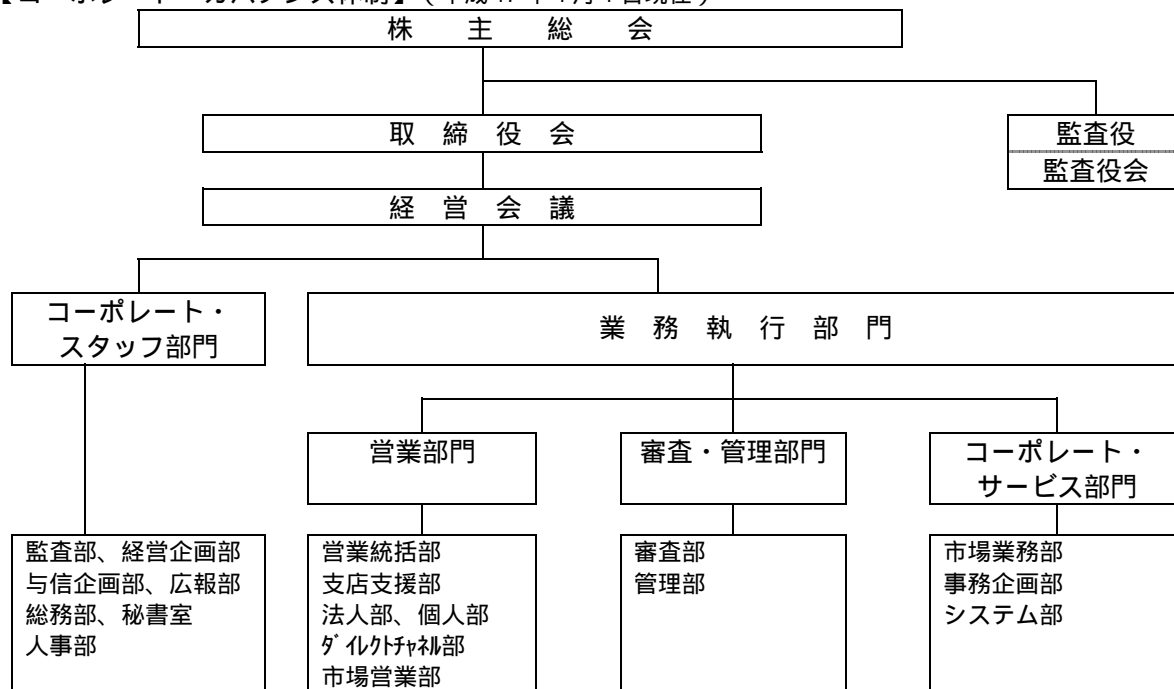 株主総会
取締役会
監査役
監査役会
経営会議
コーポレート・
スタッフ部門
業務執行部門
営業部門
審査・管理部門
コーポレート・
サービス部門
監査部、経営企画部
与信企画部、広報部
総務部、秘書室
人事部
営業統括部
支店支援部
法人部、個人部
ﾀﾞｲﾚｸﾄﾁｬﾈﾙ部
市場営業部
審査部
管理部
市場業務部
事務企画部
システム部